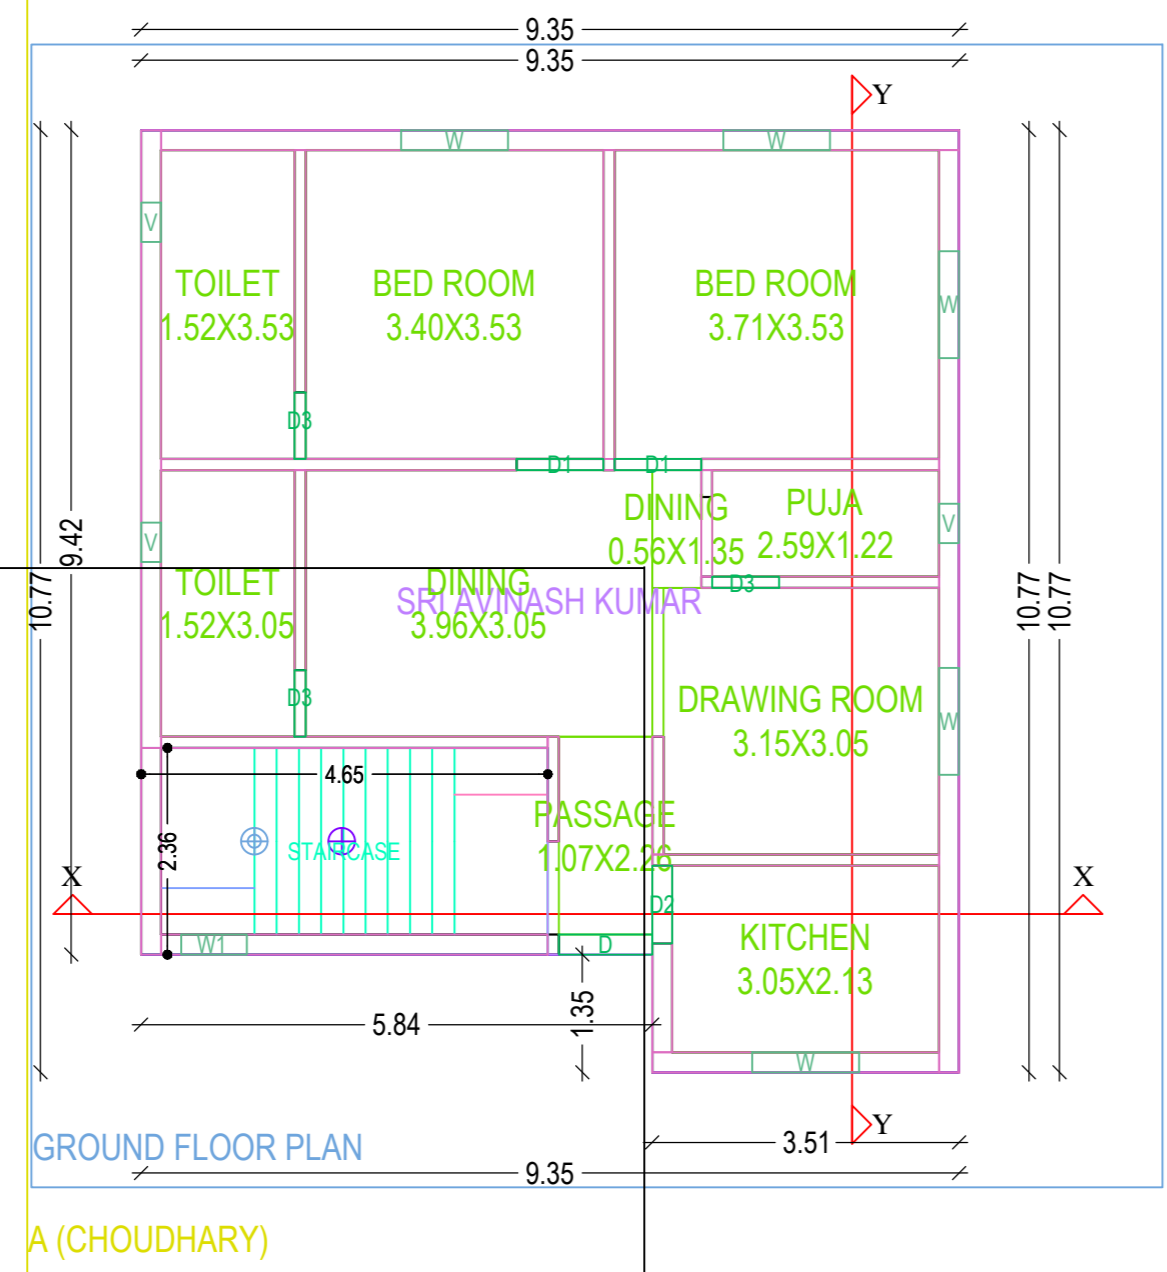 9.35
9.35
Y
W
W
V
TOILET
1.52X3.53
BED ROOM
3.40X3.53
BED ROOM
3.71X3.53
W
D3
D1
D1
9.42
10.77
V
DINING
0.56X1.35
PUJA
2.59X1.22
V
D3
TOILET
1.52X3.05
DINING
SRI AVINASH KUMAR
3.96X3.05
10.77
10.77
D3
DRAWING ROOM
3.15X3.05
W
4.65
2.36
STAIRCASE
PASSAGE
1.07X2.26
X
X
D2
W1
D
KITCHEN
3.05X2.13
5.84
1.35
W
Y
GROUND FLOOR PLAN
3.51
9.35
A (CHOUDHARY)